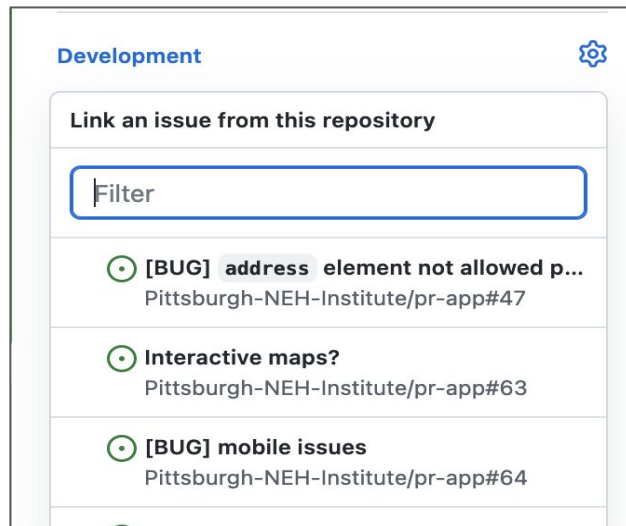 Development
Link an issue from this repository
Filter
[BUG] address element not allowed p...
Pittsburgh-NEH-Institute/pr-app#47
Interactive maps?
Pittsburgh-NEH-Institute/pr-app#63
[BUG] mobile issues
Pittsburgh-NEH-Institute/pr-app#64